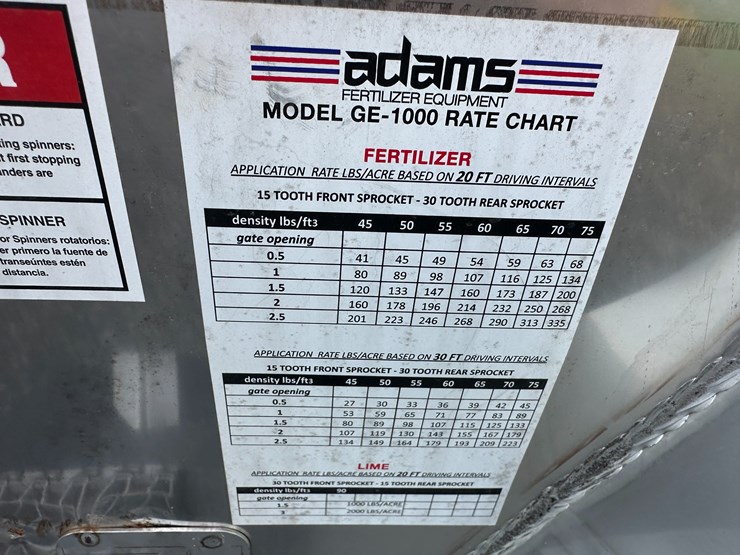 R
RD
king spinners:
t first stopping
anders are
SPINNER
or Spinners rotatorios:
er primero la fuente de
transeúntes estén
distancia.
adams
FERTILIZER EQUIPMENT
MODEL GE-1000 RATE CHART
FERTILIZER
APPLICATION RATE LBS/ACRE BASED ON 20 FT DRIVING INTERVALS
15 TOOTH FRONT SPROCKET - 30 TOOTH REAR SPROCKET
density lbs/ft3 45 50 55 60 65 70 75
gate opening
0.5 41 45 49 54 59 63 68
1 80 89 98 107 116 125 134
1.5 120 133 147 160 173 187 200
2 160 178 196 214 232 250 268
2.5 201 223 246 268 290 313 335
APPLICATION RATE LBS/ACRE BASED ON 30 FT DRIVING INTERVALS
15 TOOTH FRONT SPROCKET - 30 TOOTH REAR SPROCKET
density lbs/ft3 45 50 55 60 65 70 75
gate opening
0.5 27 30 33 36 39 42 45
1 53 59 65 71 77 83 89
1.5 80 89 98 107 115 125 133
2 107 119 130 143 155 167 179
2.5 134 149 164 179 193 209 223
LIME
APPLICATION RATE LBS/ACRE BASED ON 20 FT DRIVING INTERVALS
30 TOOTH FRONT SPROCKET - 15 TOOTH REAR SPROCKET
density lbs/ft3 90
gate opening
1.5 1000 LBS/ACRE
3 2000 LBS/ACRE